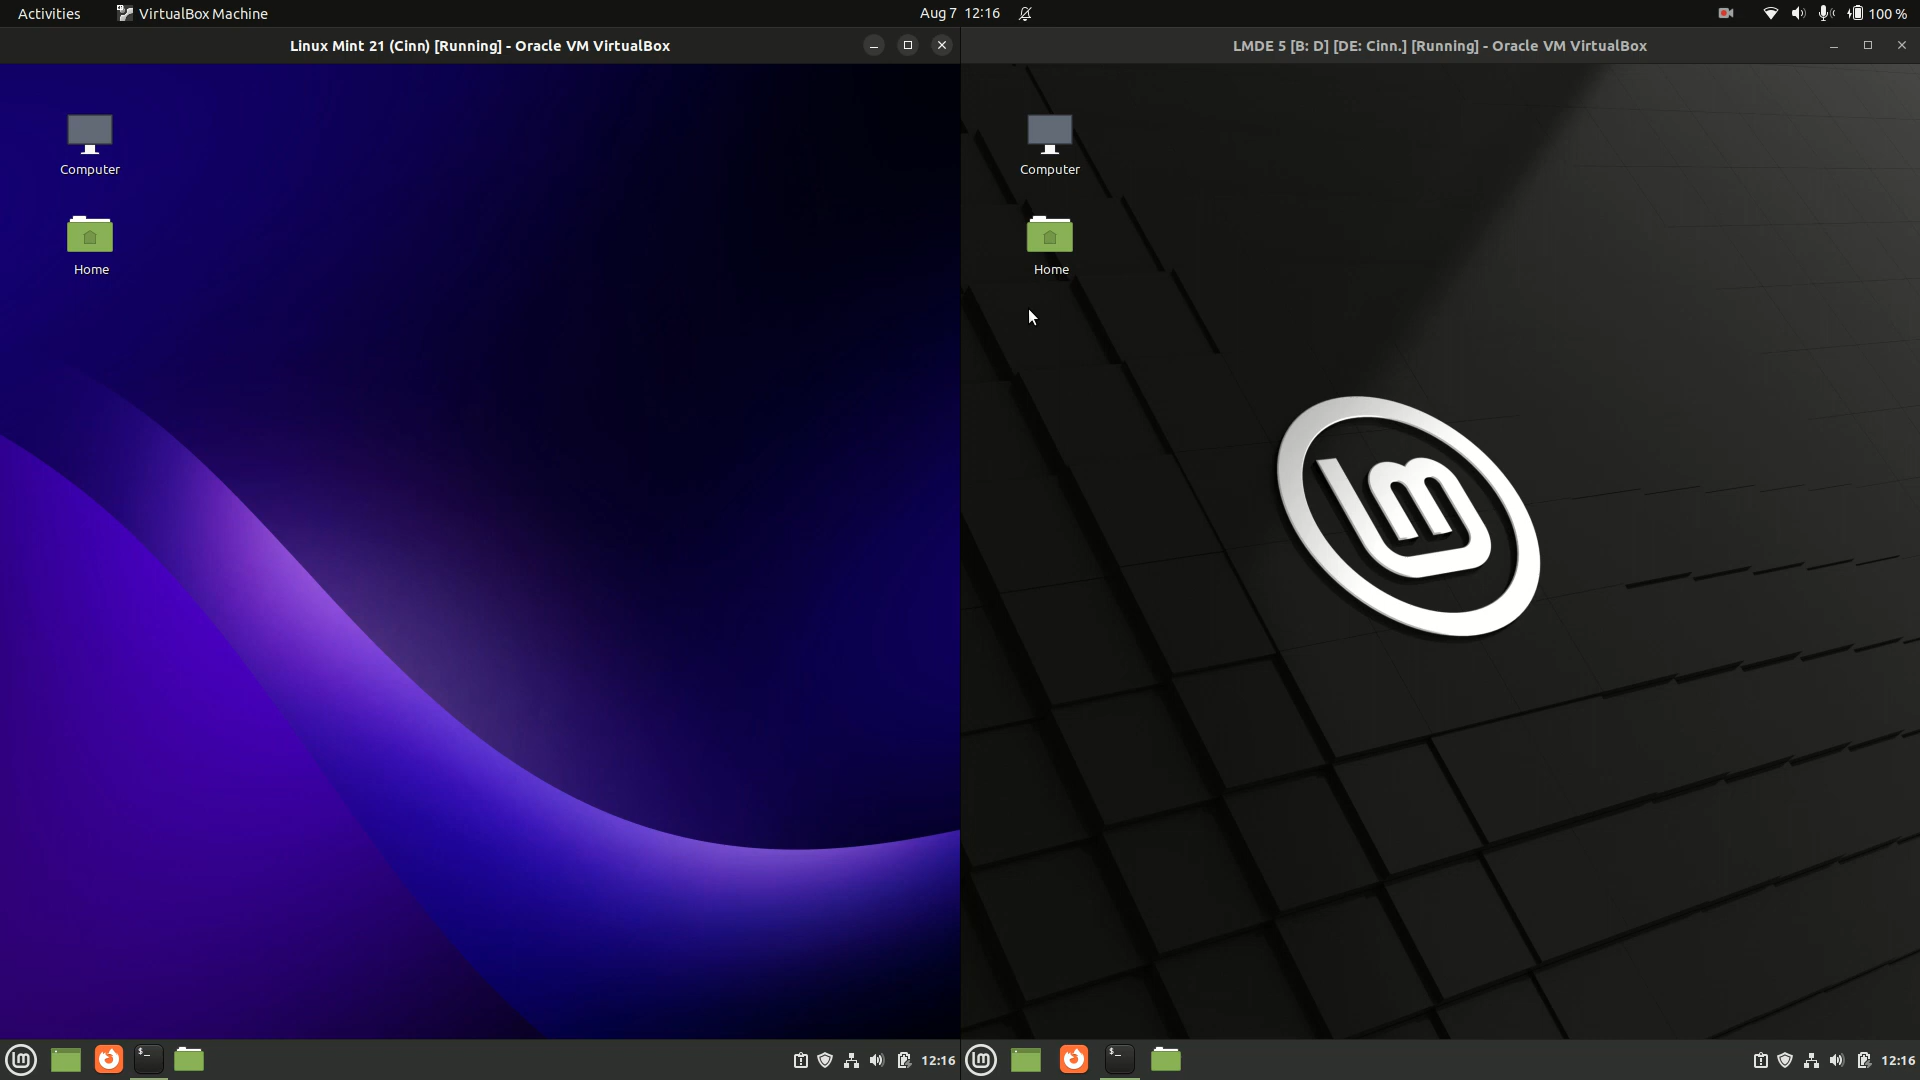 Activities
VirtualBox Machine
Aug 7 12:16
100 %
Linux Mint 21 (Cinn) [Running] - Oracle VM VirtualBox
LMDE 5 [B: D] [DE: Cinn.] [Running] - Oracle VM VirtualBox
Computer
Computer
Home
Home
lm
$_
12:16
$_
12:16